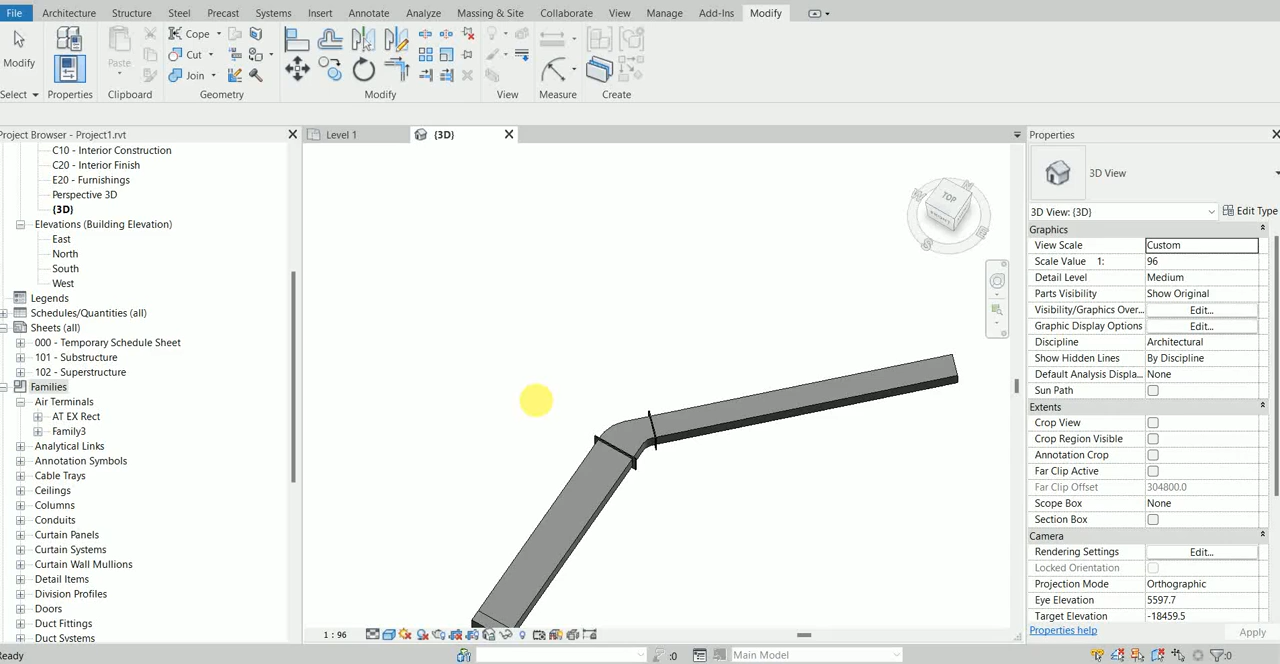 File Architecture Structure Steel Precast Systems Insert Annotate Analyze Massing & Site Collaborate View Manage Add-Ins Modify
Modify
Properties
Paste
Cope
Cut
Join
Select Properties Clipboard Geometry Modify View Measure Create
Project Browser - Project1.rvt
Level 1
{3D}
C10 - Interior Construction
C20 - Interior Finish
E20 - Furnishings
Perspective 3D
{3D}
Elevations (Building Elevation)
East
North
South
West
Legends
Schedules/Quantities (all)
Sheets (all)
000 - Temporary Schedule Sheet
101 - Substructure
102 - Superstructure
Families
Air Terminals
AT EX Rect
Family3
Analytical Links
Annotation Symbols
Cable Trays
Ceilings
Columns
Conduits
Curtain Panels
Curtain Systems
Curtain Wall Mullions
Detail Items
Division Profiles
Doors
Duct Fittings
Duct Systems
TOP
Properties
3D View
3D View: {3D} Edit Type
Graphics
View Scale Custom
Scale Value 1: 96
Detail Level Medium
Parts Visibility Show Original
Visibility/Graphics Over... Edit...
Graphic Display Options Edit...
Discipline Architectural
Show Hidden Lines By Discipline
Default Analysis Displa... None
Sun Path
Extents
Crop View
Crop Region Visible
Annotation Crop
Far Clip Active
Far Clip Offset 304800.0
Scope Box None
Section Box
Camera
Rendering Settings Edit...
Locked Orientation
Projection Mode Orthographic
Eye Elevation 5597.7
Target Elevation -18459.5
Properties help Apply
1 : 96
Ready
:0
Main Model
:0